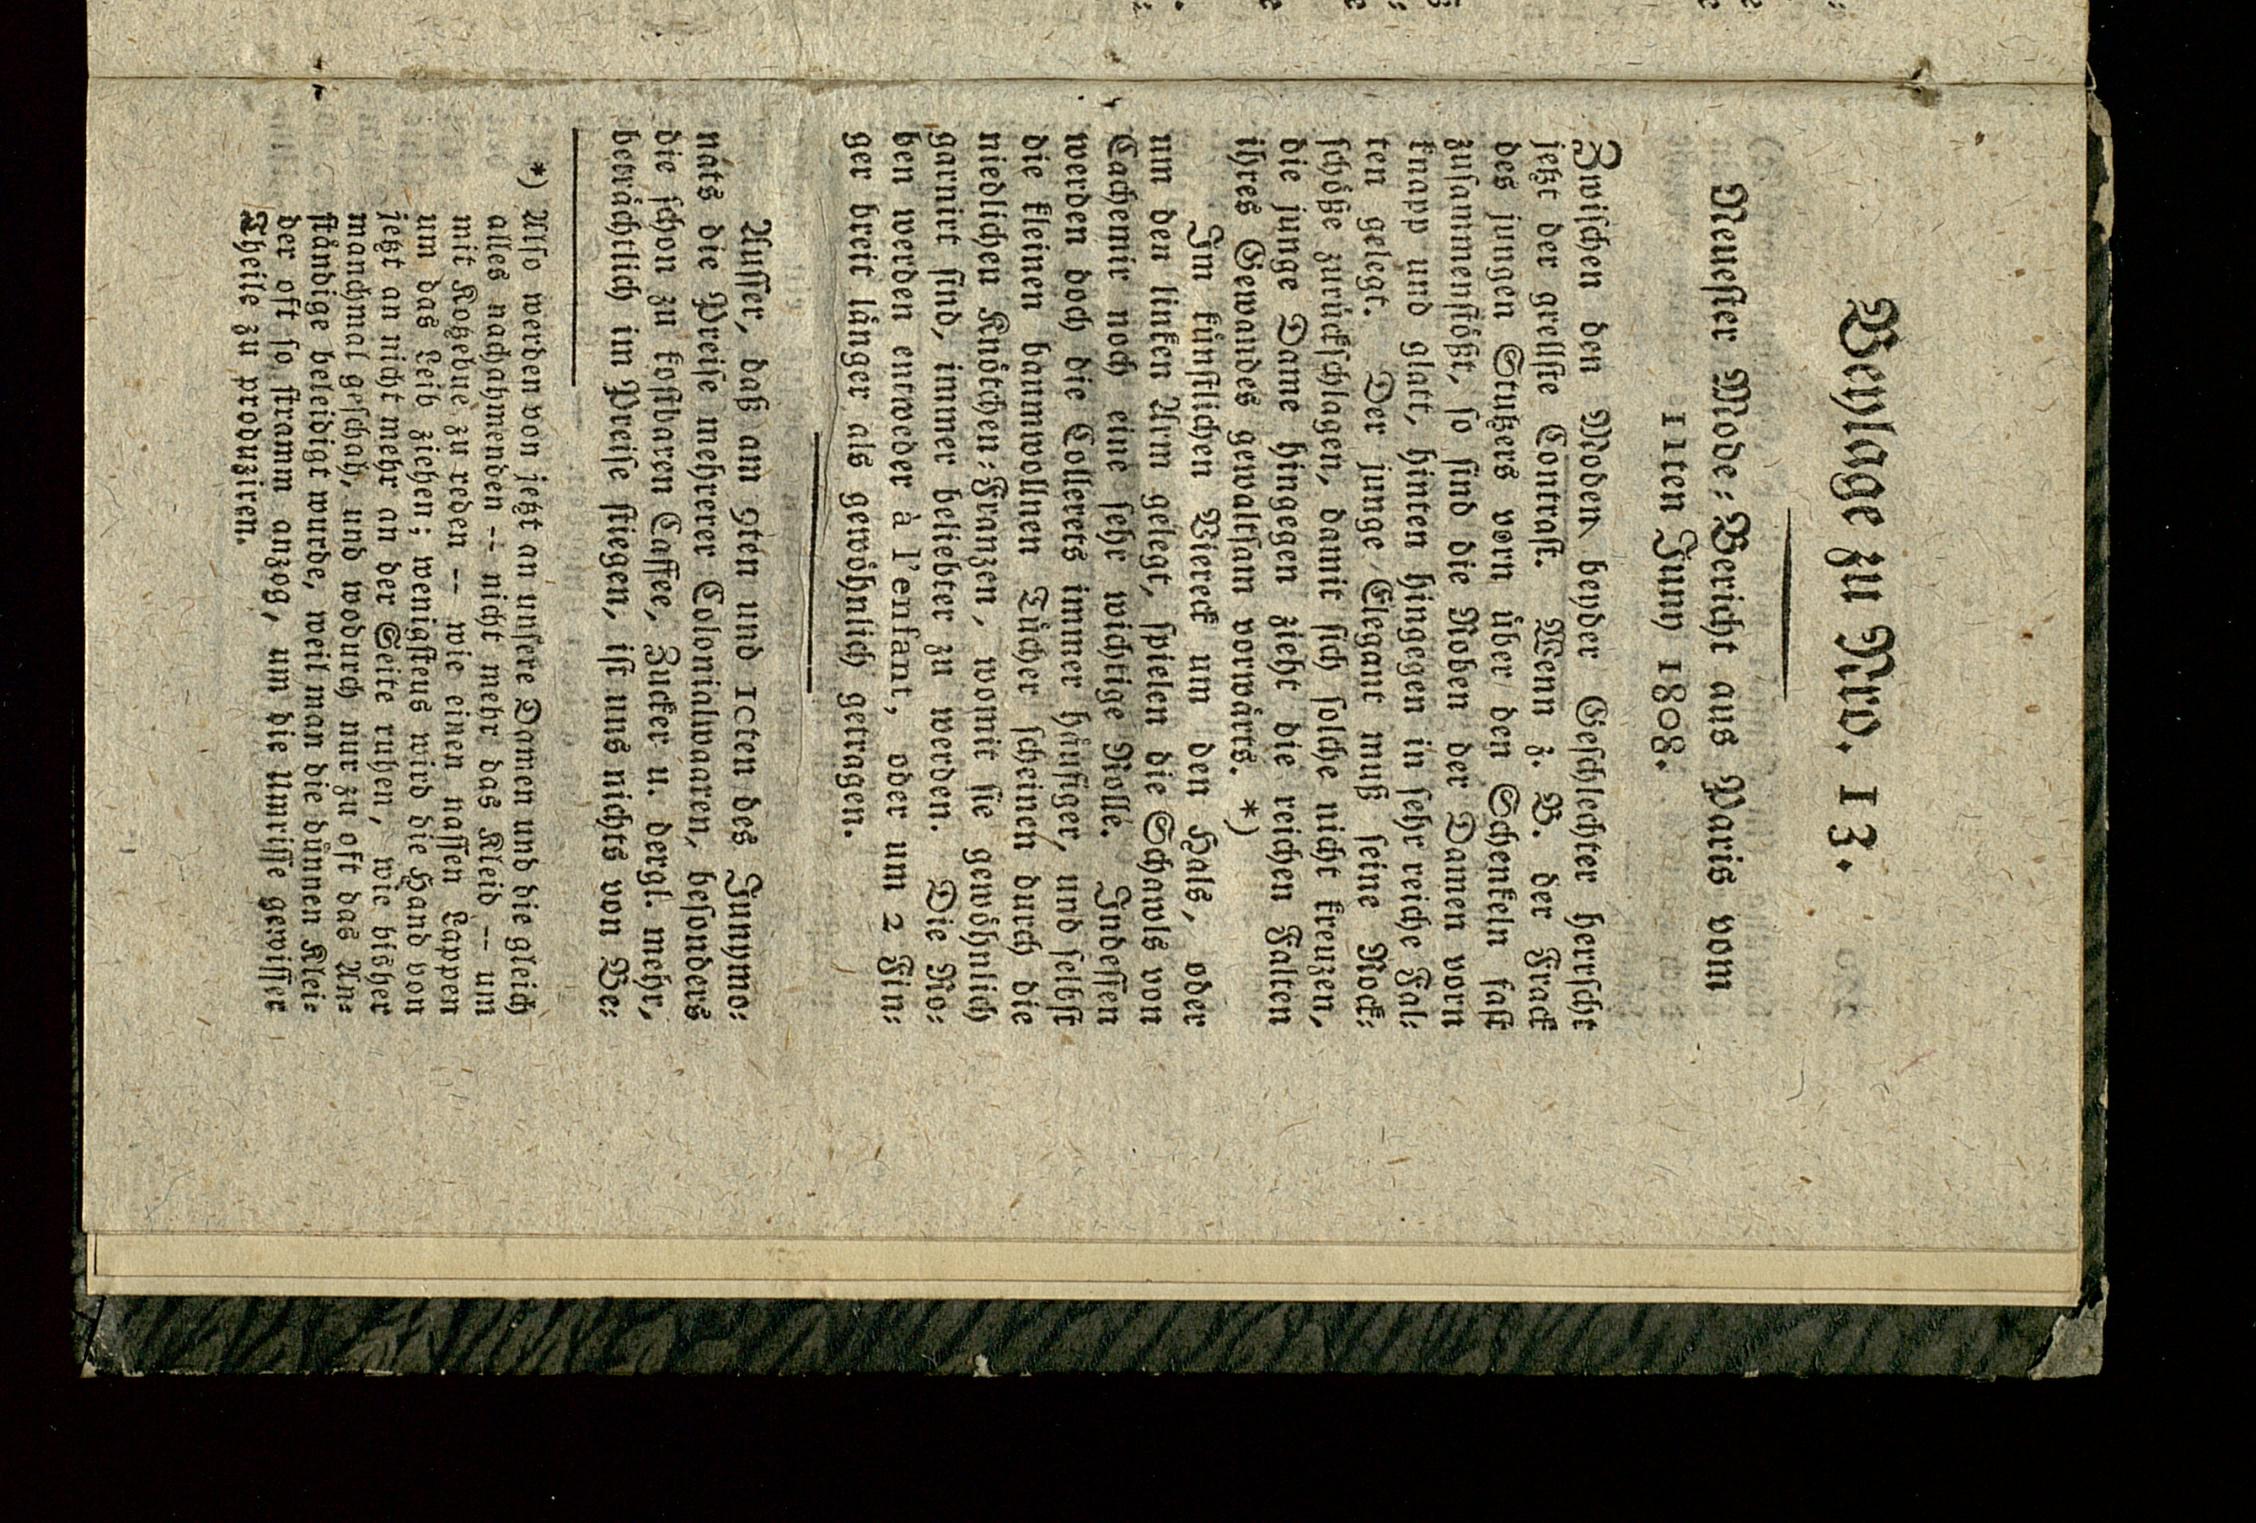 Beylage zu Nro. 13.
Neuester Mode-Bericht aus Paris vom
11ten Juny 1808.
Zwischen den Moden beyder Geschlechter herrscht
jetzt der grellste Contrast. Wenn z. B. der Frack
des jungen Stutzers vorn über den Schenkeln fast
zusammenstößt, so sind die Roben der Damen vorn
knapp und glatt, hinten hingegen in sehr reiche Fal-
ten gelegt. Der junge Elegant muß seine Rock-
schöße zurückschlagen, damit sich solche nicht kreuzen,
die junge Dame hingegen zieht die reichen Falten
ihres Gewandes gewaltsam vorwärts. *)
Im künstlichen Viereck um den Hals, oder
um den linken Arm gelegt, spielen die Schawls von
Cachemir noch eine sehr wichtige Rolle. Indessen
werden doch die Collerets immer häufiger, und selbst
die kleinen baumwollnen Tücher scheinen durch die
niedlichen Knötchen-Franzen, womit sie gewöhnlich
garnirt sind, immer beliebter zu werden. Die Ro-
ben werden entweder à l'enfant, oder um 2 Fin-
ger breit länger als gewöhnlich getragen.
Ausser, daß am 9ten und 10ten des Junymo-
nats die Preise mehrerer Colonialwaaren, besonders
die schon zu kostbaren Caffee, Zucker u. dergl. mehr,
beträchtlich im Preise stiegen, ist uns nichts von Be-
*) Also werden von jetzt an unsere Damen und die gleich
alles nachahmenden -- nicht mehr das Kleid -- um
mit Kotzebue zu reden -- wie einen nassen Lappen
um das Leib ziehen; wenigstens wird die Hand von
jetzt an nicht mehr an der Seite ruhen, wie bisher
manchmal geschah, und wodurch nur zu oft das An-
ständige beleidigt wurde, weil man die dünnen Klei-
der oft so stramm anzog, um die Umrisse gewisser
Theile zu produziren.